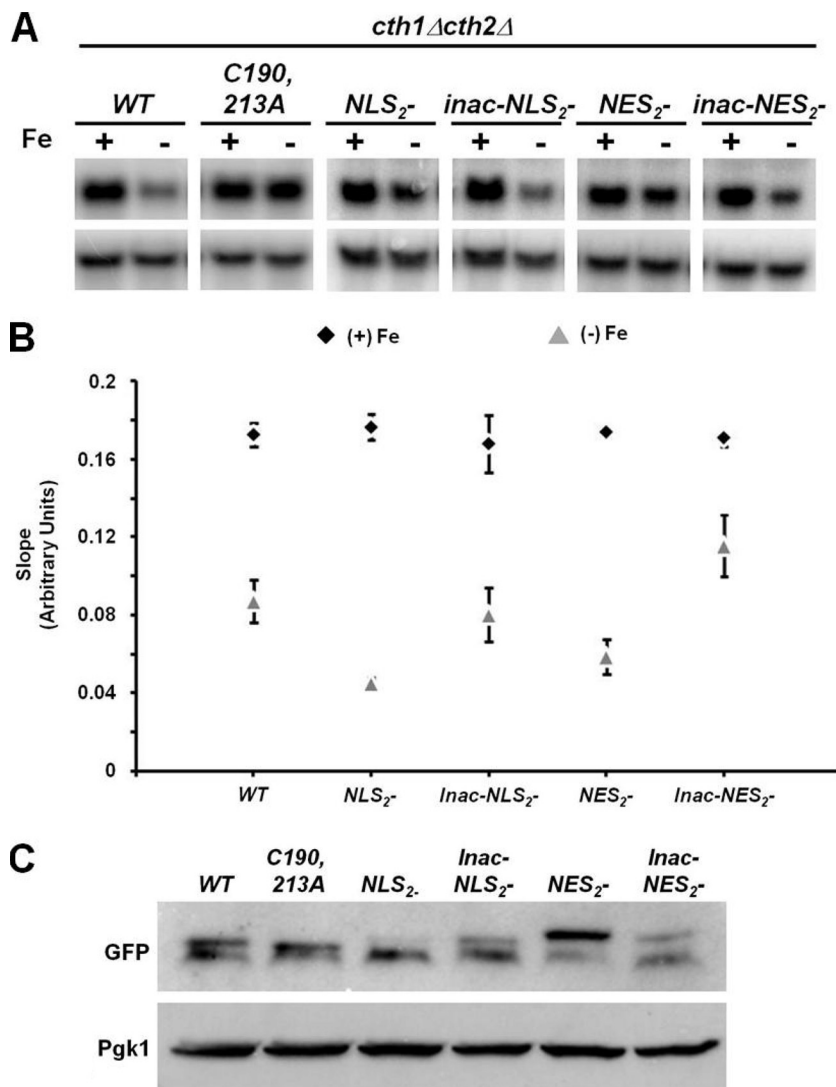 A
cth1Δcth2Δ
WT C190, 213A NLS₂- inac-NLS₂- NES₂- inac-NES₂-
Fe + - + - + - + - + - + -
B
(+) Fe (-) Fe
0.2
0.16
0.12
0.08
0.04
0
Slope
(Arbitrary Units)
WT NLS₂- Inac-NLS₂- NES₂- Inac-NES₂-
C
WT C190, 213A NLS₂- Inac-NLS₂- NES₂- Inac-NES₂-
GFP
Pgk1